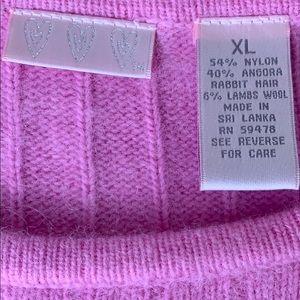 XL
54% NYLON
40% ANGORA
RABBIT HAIR
6% LAMBS WOOL
MADE IN
SRI LANKA
RN 59478
SEE REVERSE
FOR CARE